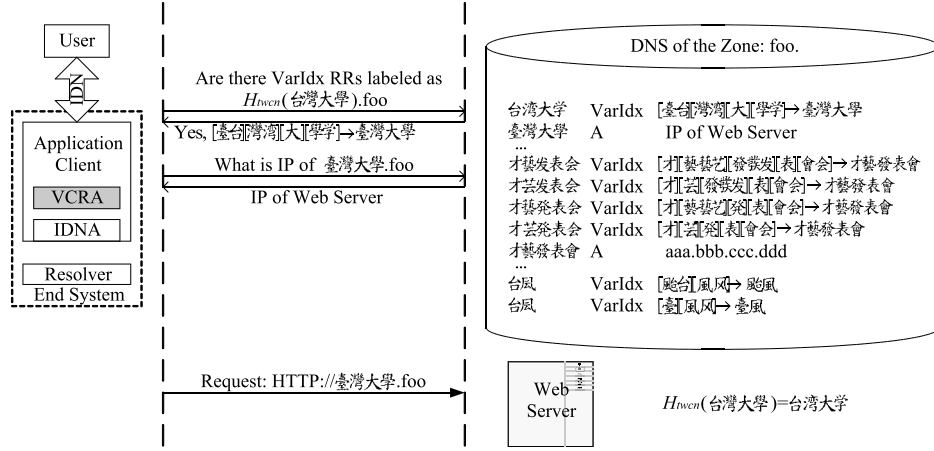 User
IDN
Application
Client
VCRA
IDNA
Resolver
End System
Are there VarIdx RRs labeled as
Htwcn(台灣大學).foo
Yes, [臺台][灣湾][大][學学]→臺灣大學
What is IP of 臺灣大學.foo
IP of Web Server
Request: HTTP://臺灣大學.foo
DNS of the Zone: foo.
台湾大学 VarIdx [臺台][灣湾][大][學学]→臺灣大學
臺灣大學 A IP of Web Server
...
才藝发表会 VarIdx [才][藝兿艺][發彂发][表][會会]→才藝發表會
才芸发表会 VarIdx [才][芸][發彂发][表][會会]→才藝發表會
才藝発表会 VarIdx [才][藝兿艺][発][表][會会]→才藝發表會
才芸発表会 VarIdx [才][芸][発][表][會会]→才藝發表會
才藝發表會 A aaa.bbb.ccc.ddd
...
台風 VarIdx [颱台][風风]→ 颱風
台風 VarIdx [臺][風风]→ 臺風
Web
Server
Htwcn(台灣大學)=台湾大学